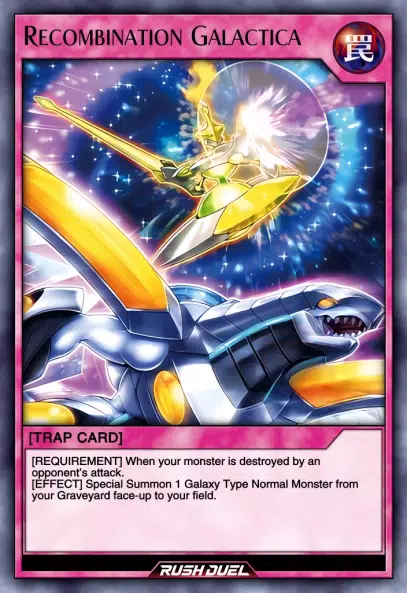 Recombination Galactica
罠
[TRAP CARD]
[REQUIREMENT] When your monster is destroyed by an
opponent's attack.
[EFFECT] Special Summon 1 Galaxy Type Normal Monster from
your Graveyard face-up to your field.
RUSH DUEL